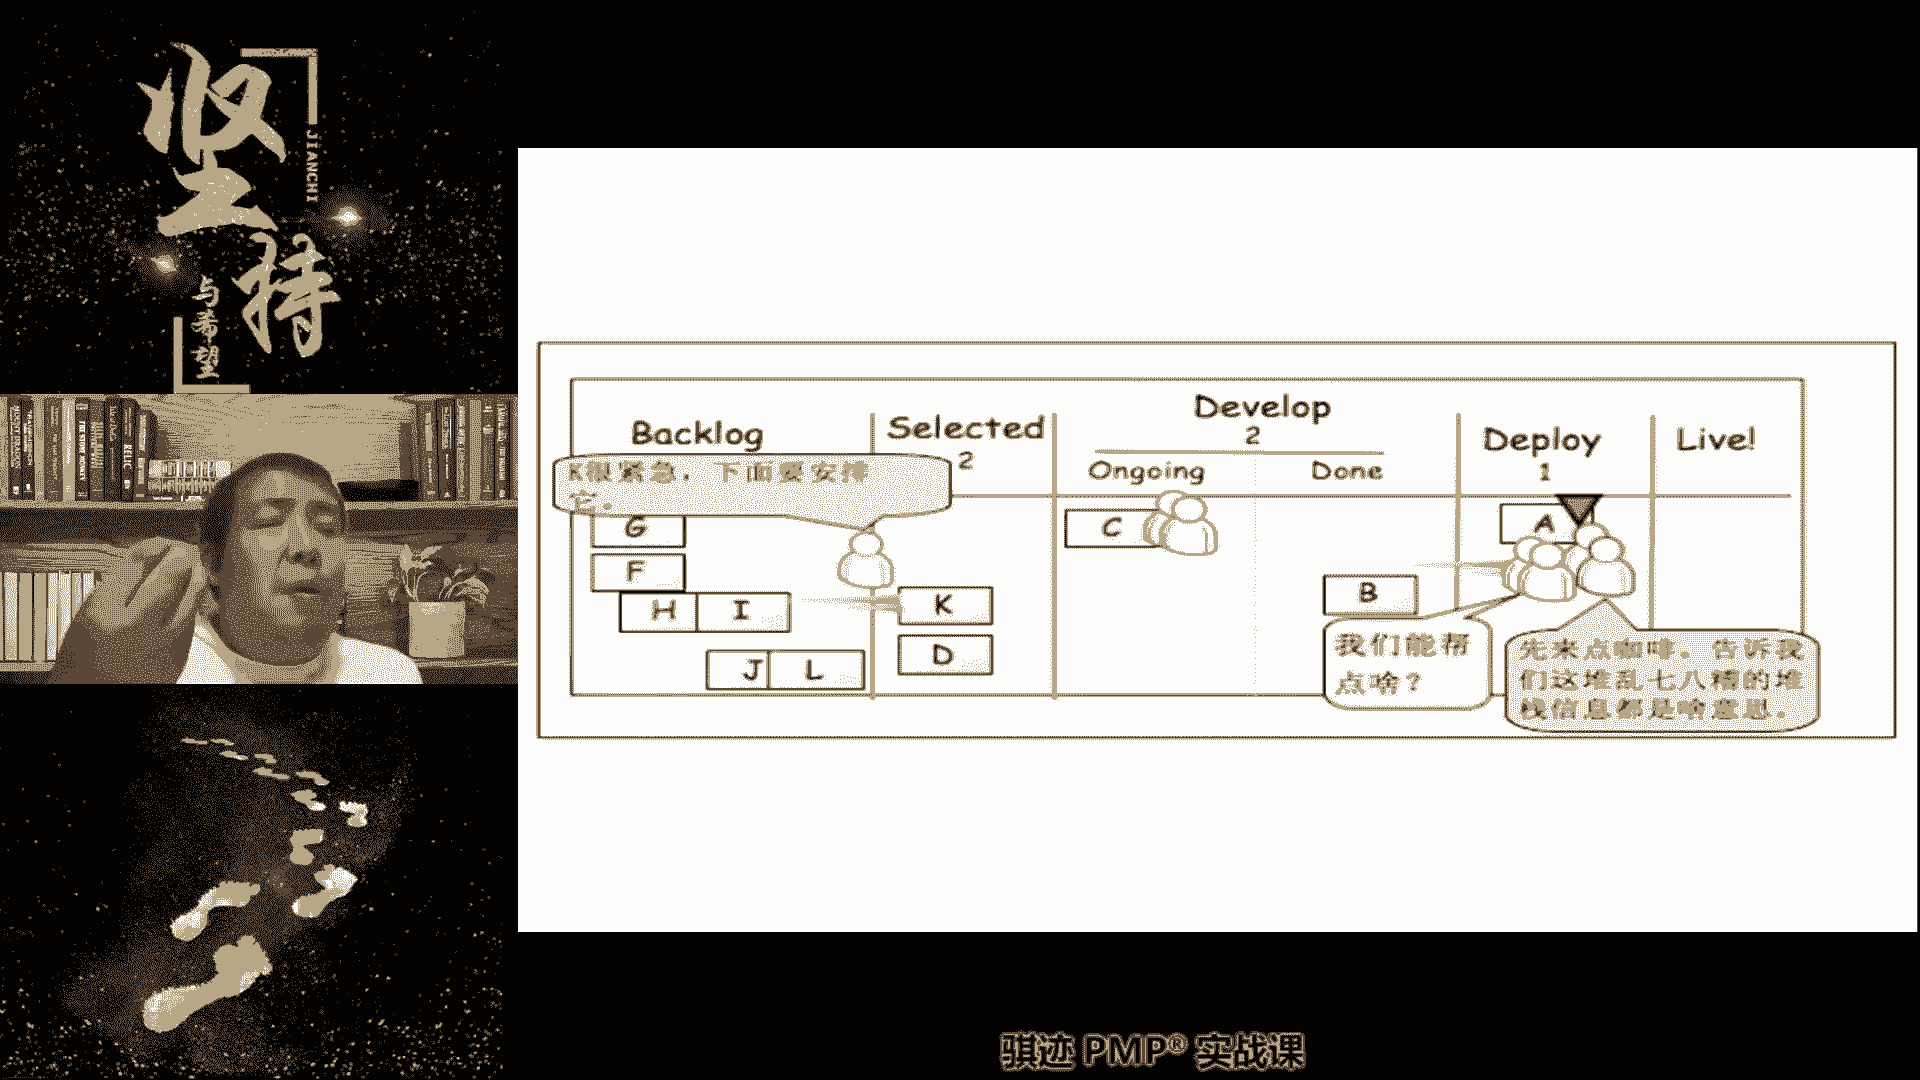 坚持
JIANCHI
与希望
Backlog
Selected
2
Develop
2
Ongoing
Done
Deploy
1
Live!
K很紧急，下面要安排
它。
G
F
H I
J L
K
D
C
B
A
我们能帮
点啥？
先来点咖啡。告诉我
们这堆乱七八糟的堆
栈信息都是啥意思。
骐迹 PMP® 实战课